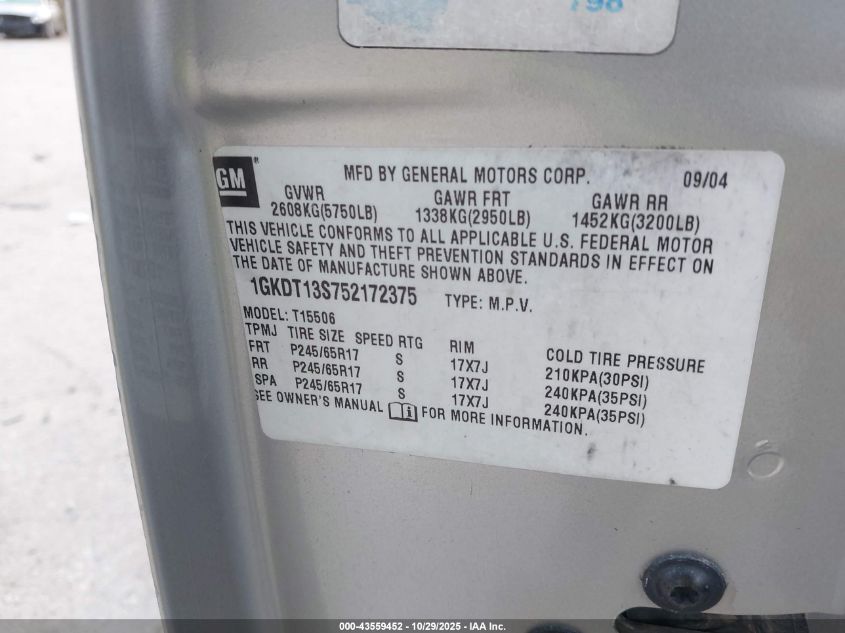 798
GM
MFD BY GENERAL MOTORS CORP. 09/04
GVWR GAWR FRT GAWR RR
2608KG(5750LB) 1338KG(2950LB) 1452KG(3200LB)
THIS VEHICLE CONFORMS TO ALL APPLICABLE U.S. FEDERAL MOTOR
VEHICLE SAFETY AND THEFT PREVENTION STANDARDS IN EFFECT ON
THE DATE OF MANUFACTURE SHOWN ABOVE.
1GKDT13S752172375 TYPE: M.P.V.
MODEL: T15506
TPMJ TIRE SIZE SPEED RTG RIM COLD TIRE PRESSURE
FRT P245/65R17 S 17X7J 210KPA(30PSI)
RR P245/65R17 S 17X7J 240KPA(35PSI)
SPA P245/65R17 S 17X7J 240KPA(35PSI)
SEE OWNER'S MANUAL i FOR MORE INFORMATION.
000-43559452 - 10/29/2025 - IAA Inc.